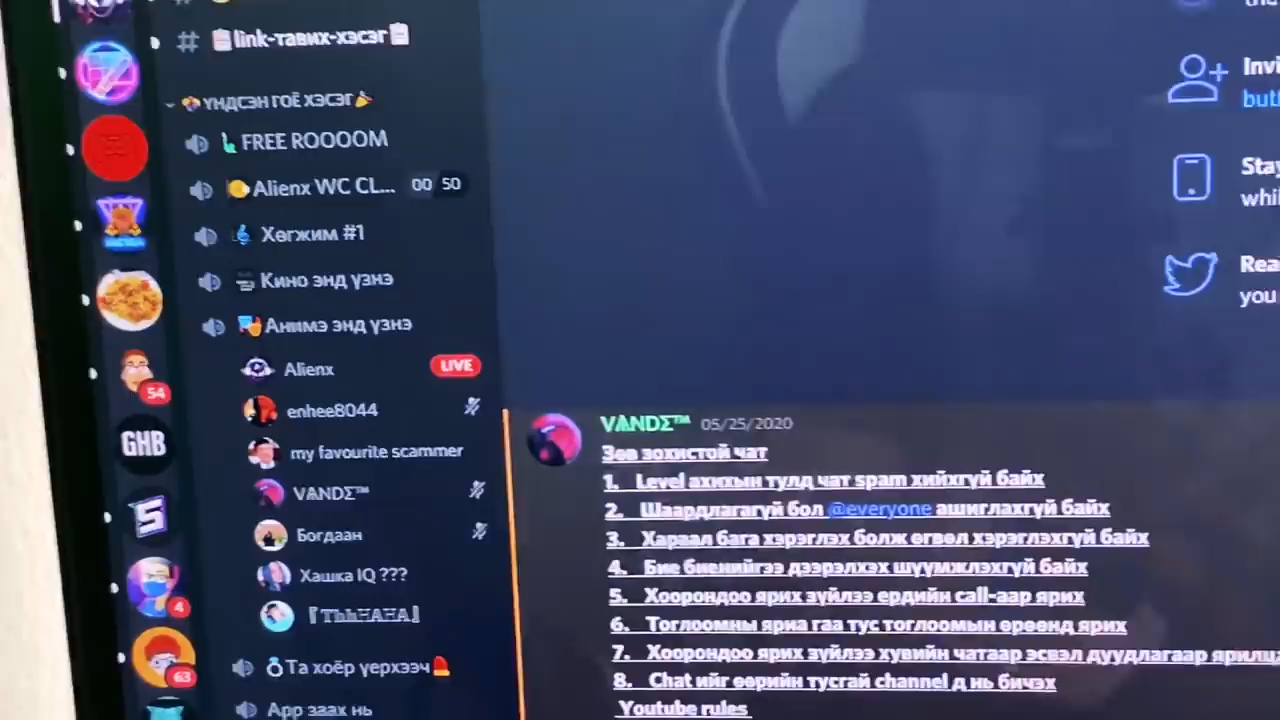 link-тавих-хэсэг
ҮНДСЭН ГОЁ ХЭСЭГ
FREE ROOOOM
Alienx WC CL... 00 50
Хөгжим #1
Кино энд үзнэ
Анимэ энд үзнэ
Alienx LIVE
enhee8044
my favourite scammer
VΛNDΣ™
Богдаан
Хашка IQ ???
Та хоёр үерхээч
App заах нь
54
GHB
S
4
63
Invi
butt
Stay
whil
Rea
you
VΛNDΣ™ 05/25/2020
Зөв зохистой чат
1. Level ахихын тулд чат spam хийхгүй байх
2. Шаардлагагүй бол @everyone ашиглахгүй байх
3. Хараал бага хэрэглэх болж өгвөл хэрэглэхгүй байх
4. Бие биенийгээ дээрэлхэх шүүмжлэхгүй байх
5. Хоорондоо ярих зүйлээ ердийн call-аар ярих
6. Тоглоомны яриа гаа тус тоглоомын өрөөнд ярих
7. Хоорондоо ярих зүйлээ хувийн чатаар эсвэл дуудлагаар ярилца
8. Chat ийг өөрийн тусгай channel д нь бичэх
Youtube rules